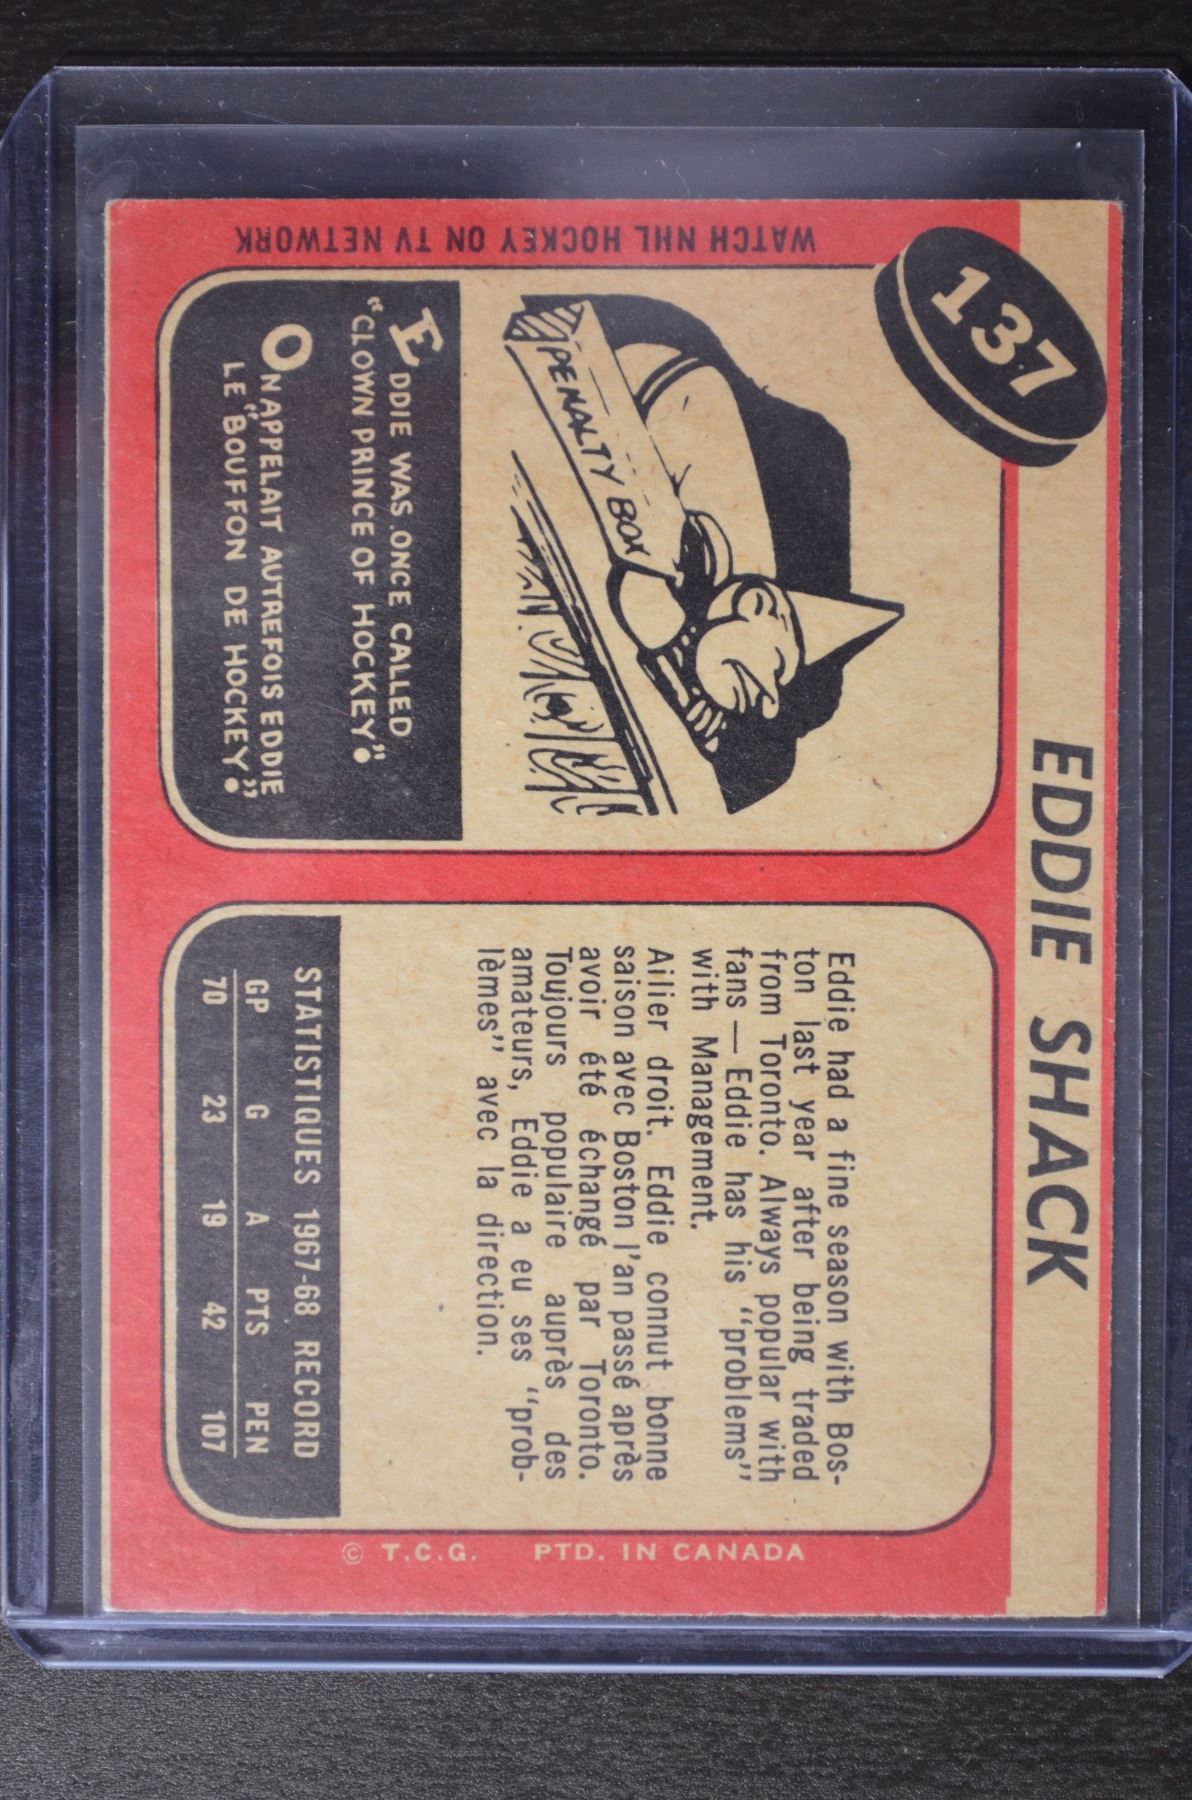 137
EDDIE SHACK
WATCH NHL HOCKEY ON TV NETWORK
PENALTY BOX
EDDIE WAS ONCE CALLED
"CLOWN PRINCE OF HOCKEY."
ON APPELAIT AUTREFOIS EDDIE
LE "BOUFFON DE HOCKEY."
Eddie had a fine season with Bos-
ton last year after being traded
from Toronto. Always popular with
fans — Eddie has his "problems"
with Management.
Ailier droit. Eddie connut bonne
saison avec Boston l'an passé après
avoir été échangé par Toronto.
Toujours populaire auprès des
amateurs, Eddie a eu ses "prob-
lèmes" avec la direction.
STATISTIQUES 1967-68 RECORD
GP G A PTS PEN
70 23 19 42 107
© T.C.G. PTD. IN CANADA